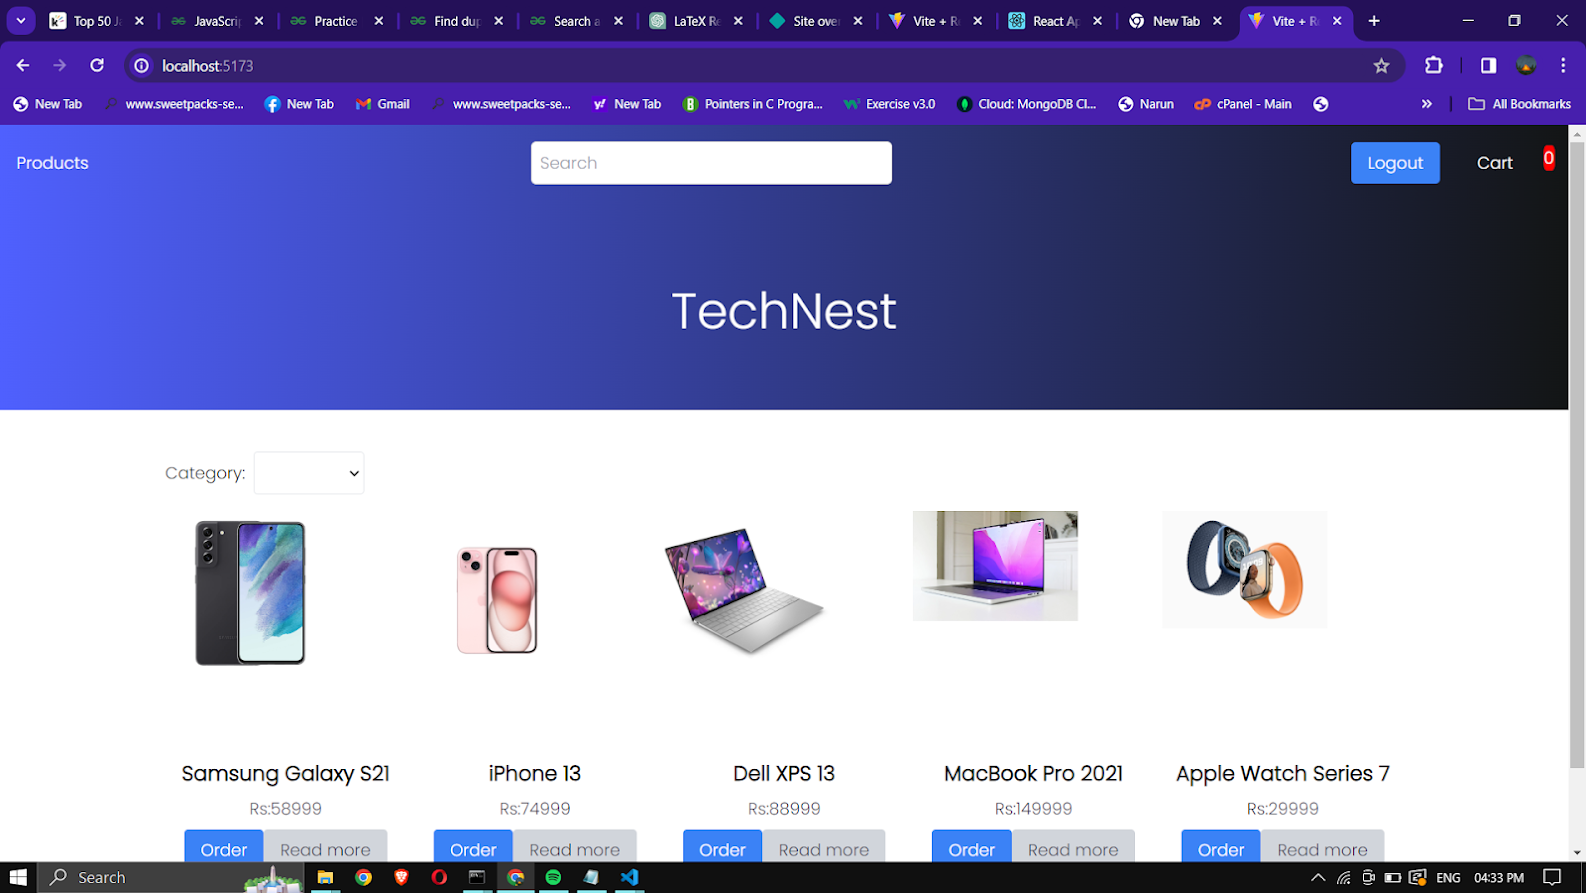 Top 50 Ja
JavaScrip
Practice
Find dup
Search a
LaTeX Re
Site over
Vite + Re
React Ap
New Tab
Vite + Re
localhost:5173
New Tab
www.sweetpacks-se...
New Tab
Gmail
www.sweetpacks-se...
New Tab
Pointers in C Progra...
Exercise v3.0
Cloud: MongoDB Cl...
Narun
cPanel - Main
All Bookmarks
Products
Search
Logout
Cart
0
TechNest
Category:
Samsung Galaxy S21
iPhone 13
Dell XPS 13
MacBook Pro 2021
Apple Watch Series 7
Rs:58999
Rs:74999
Rs:88999
Rs:149999
Rs:29999
Order Read more
Order Read more
Order Read more
Order Read more
Order Read more
Search
ENG
04:33 PM